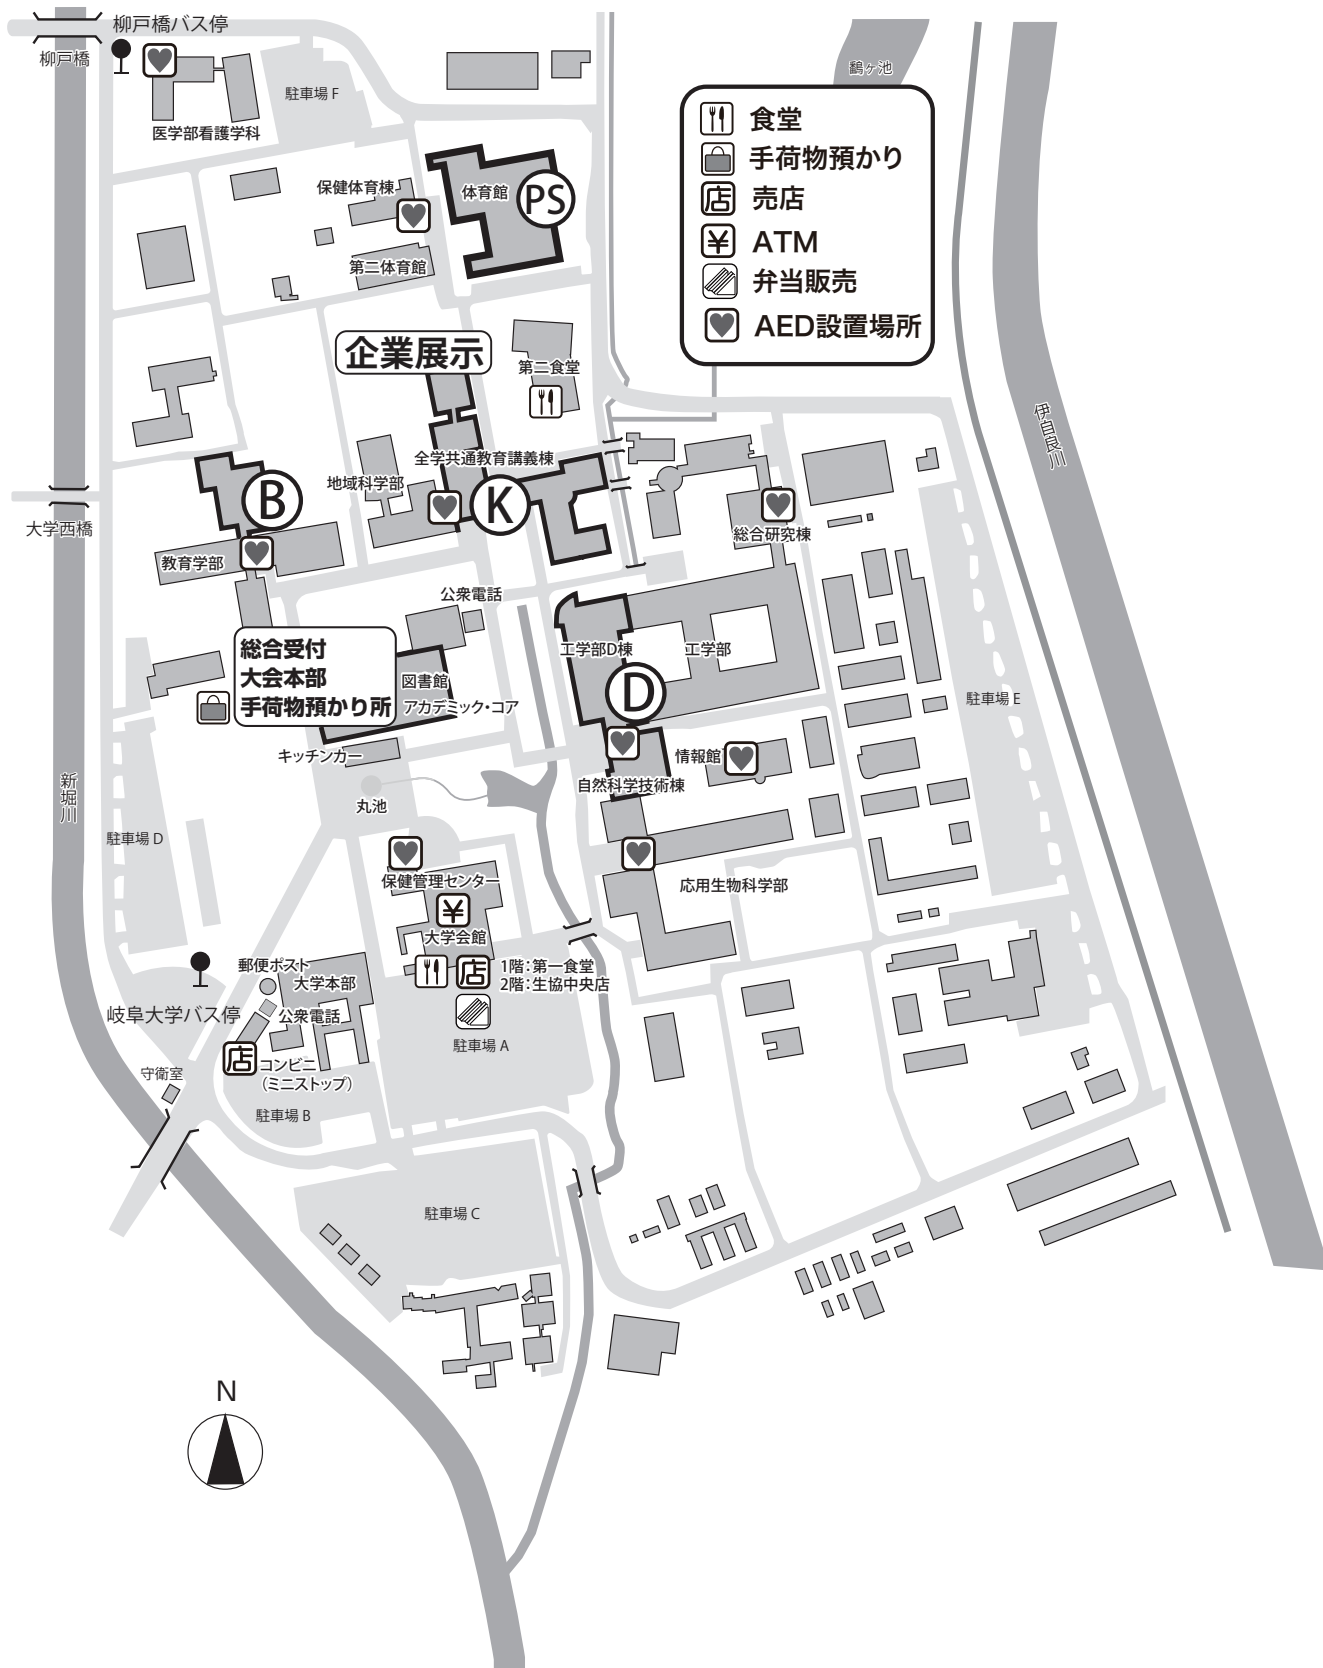 柳戸橋バス停
柳戸橋
医学部看護学科
駐車場 F
鶴ヶ池
食堂
手荷物預かり
店 売店
¥ ATM
弁当販売
AED設置場所
保健体育棟
体育館
PS
第二体育館
企業展示
第二食堂
伊自良川
全学共通教育講義棟
地域科学部
B
K
大学西橋
教育学部
総合研究棟
公衆電話
総合受付
大会本部
手荷物預かり所
図書館
アカデミック・コア
工学部D棟
工学部
D
駐車場 E
キッチンカー
情報館
自然科学技術棟
丸池
新堀川
駐車場 D
保健管理センター
¥
大学会館
応用生物科学部
店
1階：第一食堂
2階：生協中央店
郵便ポスト
大学本部
岐阜大学バス停
公衆電話
駐車場 A
店
コンビニ
（ミニストップ）
守衛室
駐車場 B
駐車場 C
N